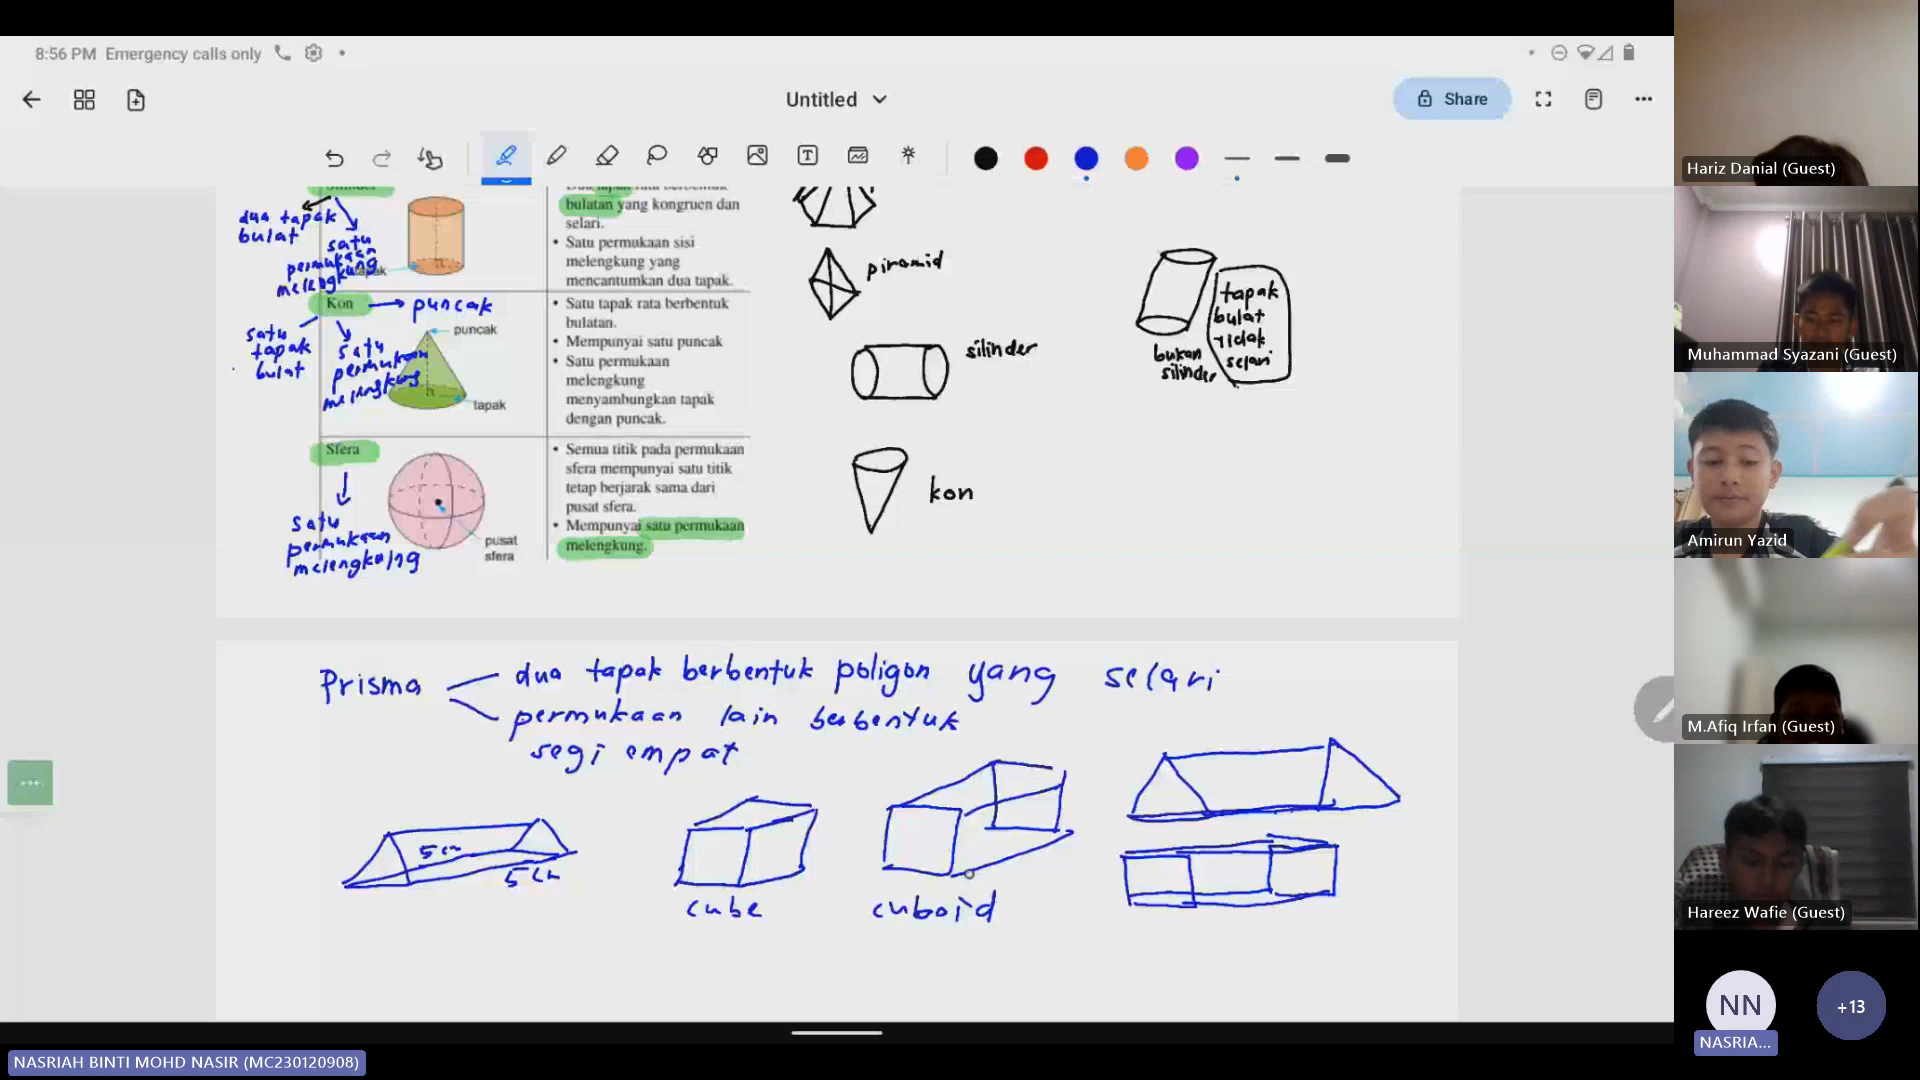 8:56 PM Emergency calls only
Untitled
Share
bulatan yang kongruen dan
selari.
• Satu permukaan sisi
melengkung yang
mencantumkan dua tapak.
dua tapak
bulat
satu
permukaan
melengkung
tapak
Kon
puncak
• Satu tapak rata berbentuk
bulatan.
• Mempunyai satu puncak
• Satu permukaan
melengkung
menyambungkan tapak
dengan puncak.
satu
tapak
bulat
satu
permukaan
melengkung
puncak
tapak
Sfera
• Semua titik pada permukaan
sfera mempunyai satu titik
tetap berjarak sama dari
pusat sfera.
• Mempunyai satu permukaan
melengkung.
satu
permukaan
melengkung
pusat
sfera
piramid
silinder
kon
bukan
silinder
tapak
bulat
tidak
selari
Prisma
dua tapak berbentuk poligon yang selari
permukaan lain berbentuk
segi empat
5 cm
5 cm
cube
cuboid
Hariz Danial (Guest)
Muhammad Syazani (Guest)
Amirun Yazid
M.Afiq Irfan (Guest)
Hareez Wafie (Guest)
NN
NASRIA...
+13
NASRIAH BINTI MOHD NASIR (MC230120908)